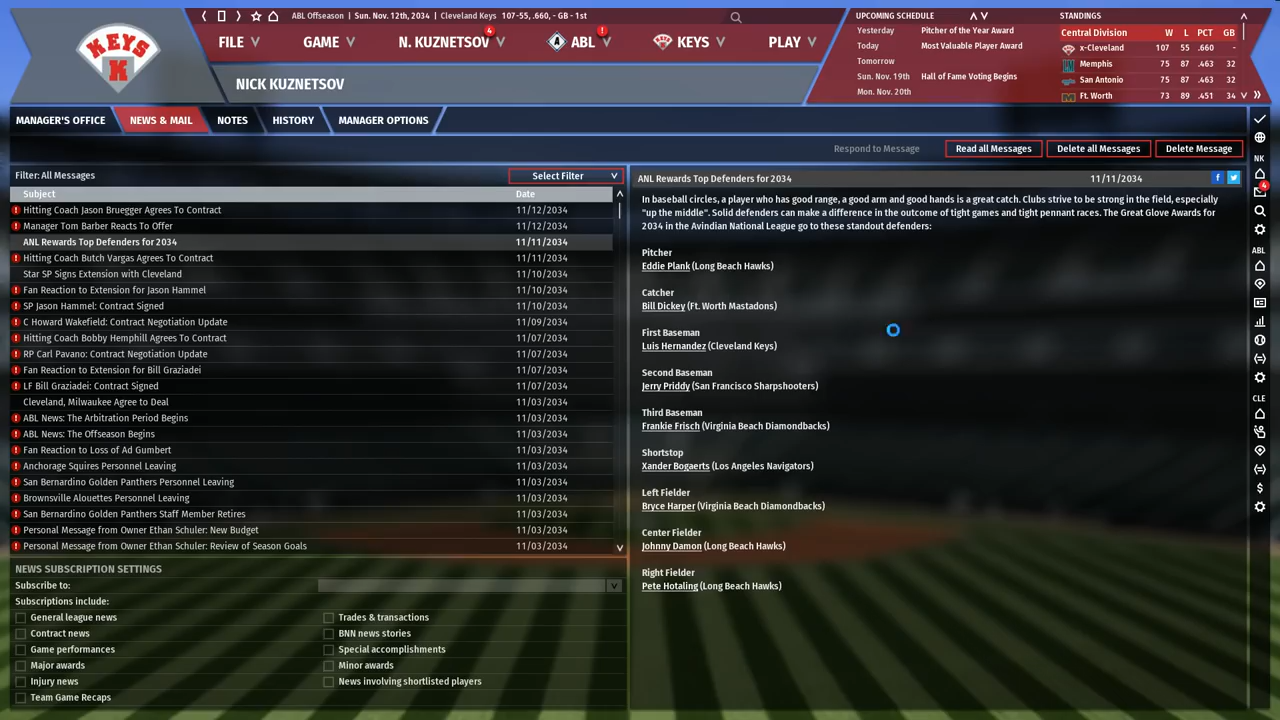 KEYS
K
ABL Offseason | Sun. Nov. 12th, 2034 | Cleveland Keys 107-55, .660, - GB - 1st
FILE
GAME
N. KUZNETSOV
4
ABL
!
KEYS
PLAY
NICK KUZNETSOV
UPCOMING SCHEDULE
Yesterday Pitcher of the Year Award
Today Most Valuable Player Award
Tomorrow
Sun. Nov. 19th Hall of Fame Voting Begins
Mon. Nov. 20th
STANDINGS
Central Division W L PCT GB
x-Cleveland 107 55 .660 -
Memphis 75 87 .463 32
San Antonio 75 87 .463 32
Ft. Worth 73 89 .451 34
MANAGER'S OFFICE
NEWS & MAIL
NOTES
HISTORY
MANAGER OPTIONS
Respond to Message
Read all Messages
Delete all Messages
Delete Message
Filter: All Messages
Select Filter
Subject Date
Hitting Coach Jason Bruegger Agrees To Contract 11/12/2034
Manager Tom Barber Reacts To Offer 11/12/2034
ANL Rewards Top Defenders for 2034 11/11/2034
Hitting Coach Butch Vargas Agrees To Contract 11/11/2034
Star SP Signs Extension with Cleveland 11/10/2034
Fan Reaction to Extension for Jason Hammel 11/10/2034
SP Jason Hammel: Contract Signed 11/10/2034
C Howard Wakefield: Contract Negotiation Update 11/09/2034
Hitting Coach Bobby Hemphill Agrees To Contract 11/07/2034
RP Carl Pavano: Contract Negotiation Update 11/07/2034
Fan Reaction to Extension for Bill Graziadei 11/07/2034
LF Bill Graziadei: Contract Signed 11/07/2034
Cleveland, Milwaukee Agree to Deal 11/03/2034
ABL News: The Arbitration Period Begins 11/03/2034
ABL News: The Offseason Begins 11/03/2034
Fan Reaction to Loss of Ad Gumbert 11/03/2034
Anchorage Squires Personnel Leaving 11/03/2034
San Bernardino Golden Panthers Personnel Leaving 11/03/2034
Brownsville Alouettes Personnel Leaving 11/03/2034
San Bernardino Golden Panthers Staff Member Retires 11/03/2034
Personal Message from Owner Ethan Schuler: New Budget 11/03/2034
Personal Message from Owner Ethan Schuler: Review of Season Goals 11/03/2034
NEWS SUBSCRIPTION SETTINGS
Subscribe to:
Subscriptions include:
General league news Trades & transactions
Contract news BNN news stories
Game performances Special accomplishments
Major awards Minor awards
Injury news News involving shortlisted players
Team Game Recaps
ANL Rewards Top Defenders for 2034 11/11/2034
In baseball circles, a player who has good range, a good arm and good hands is a great catch. Clubs strive to be strong in the field, especially
"up the middle". Solid defenders can make a difference in the outcome of tight games and tight pennant races. The Great Glove Awards for
2034 in the Avindian National League go to these standout defenders:
Pitcher
Eddie Plank (Long Beach Hawks)
Catcher
Bill Dickey (Ft. Worth Mastadons)
First Baseman
Luis Hernandez (Cleveland Keys)
Second Baseman
Jerry Priddy (San Francisco Sharpshooters)
Third Baseman
Frankie Frisch (Virginia Beach Diamondbacks)
Shortstop
Xander Bogaerts (Los Angeles Navigators)
Left Fielder
Bryce Harper (Virginia Beach Diamondbacks)
Center Fielder
Johnny Damon (Long Beach Hawks)
Right Fielder
Pete Hotaling (Long Beach Hawks)
NK
4
ABL
CLE